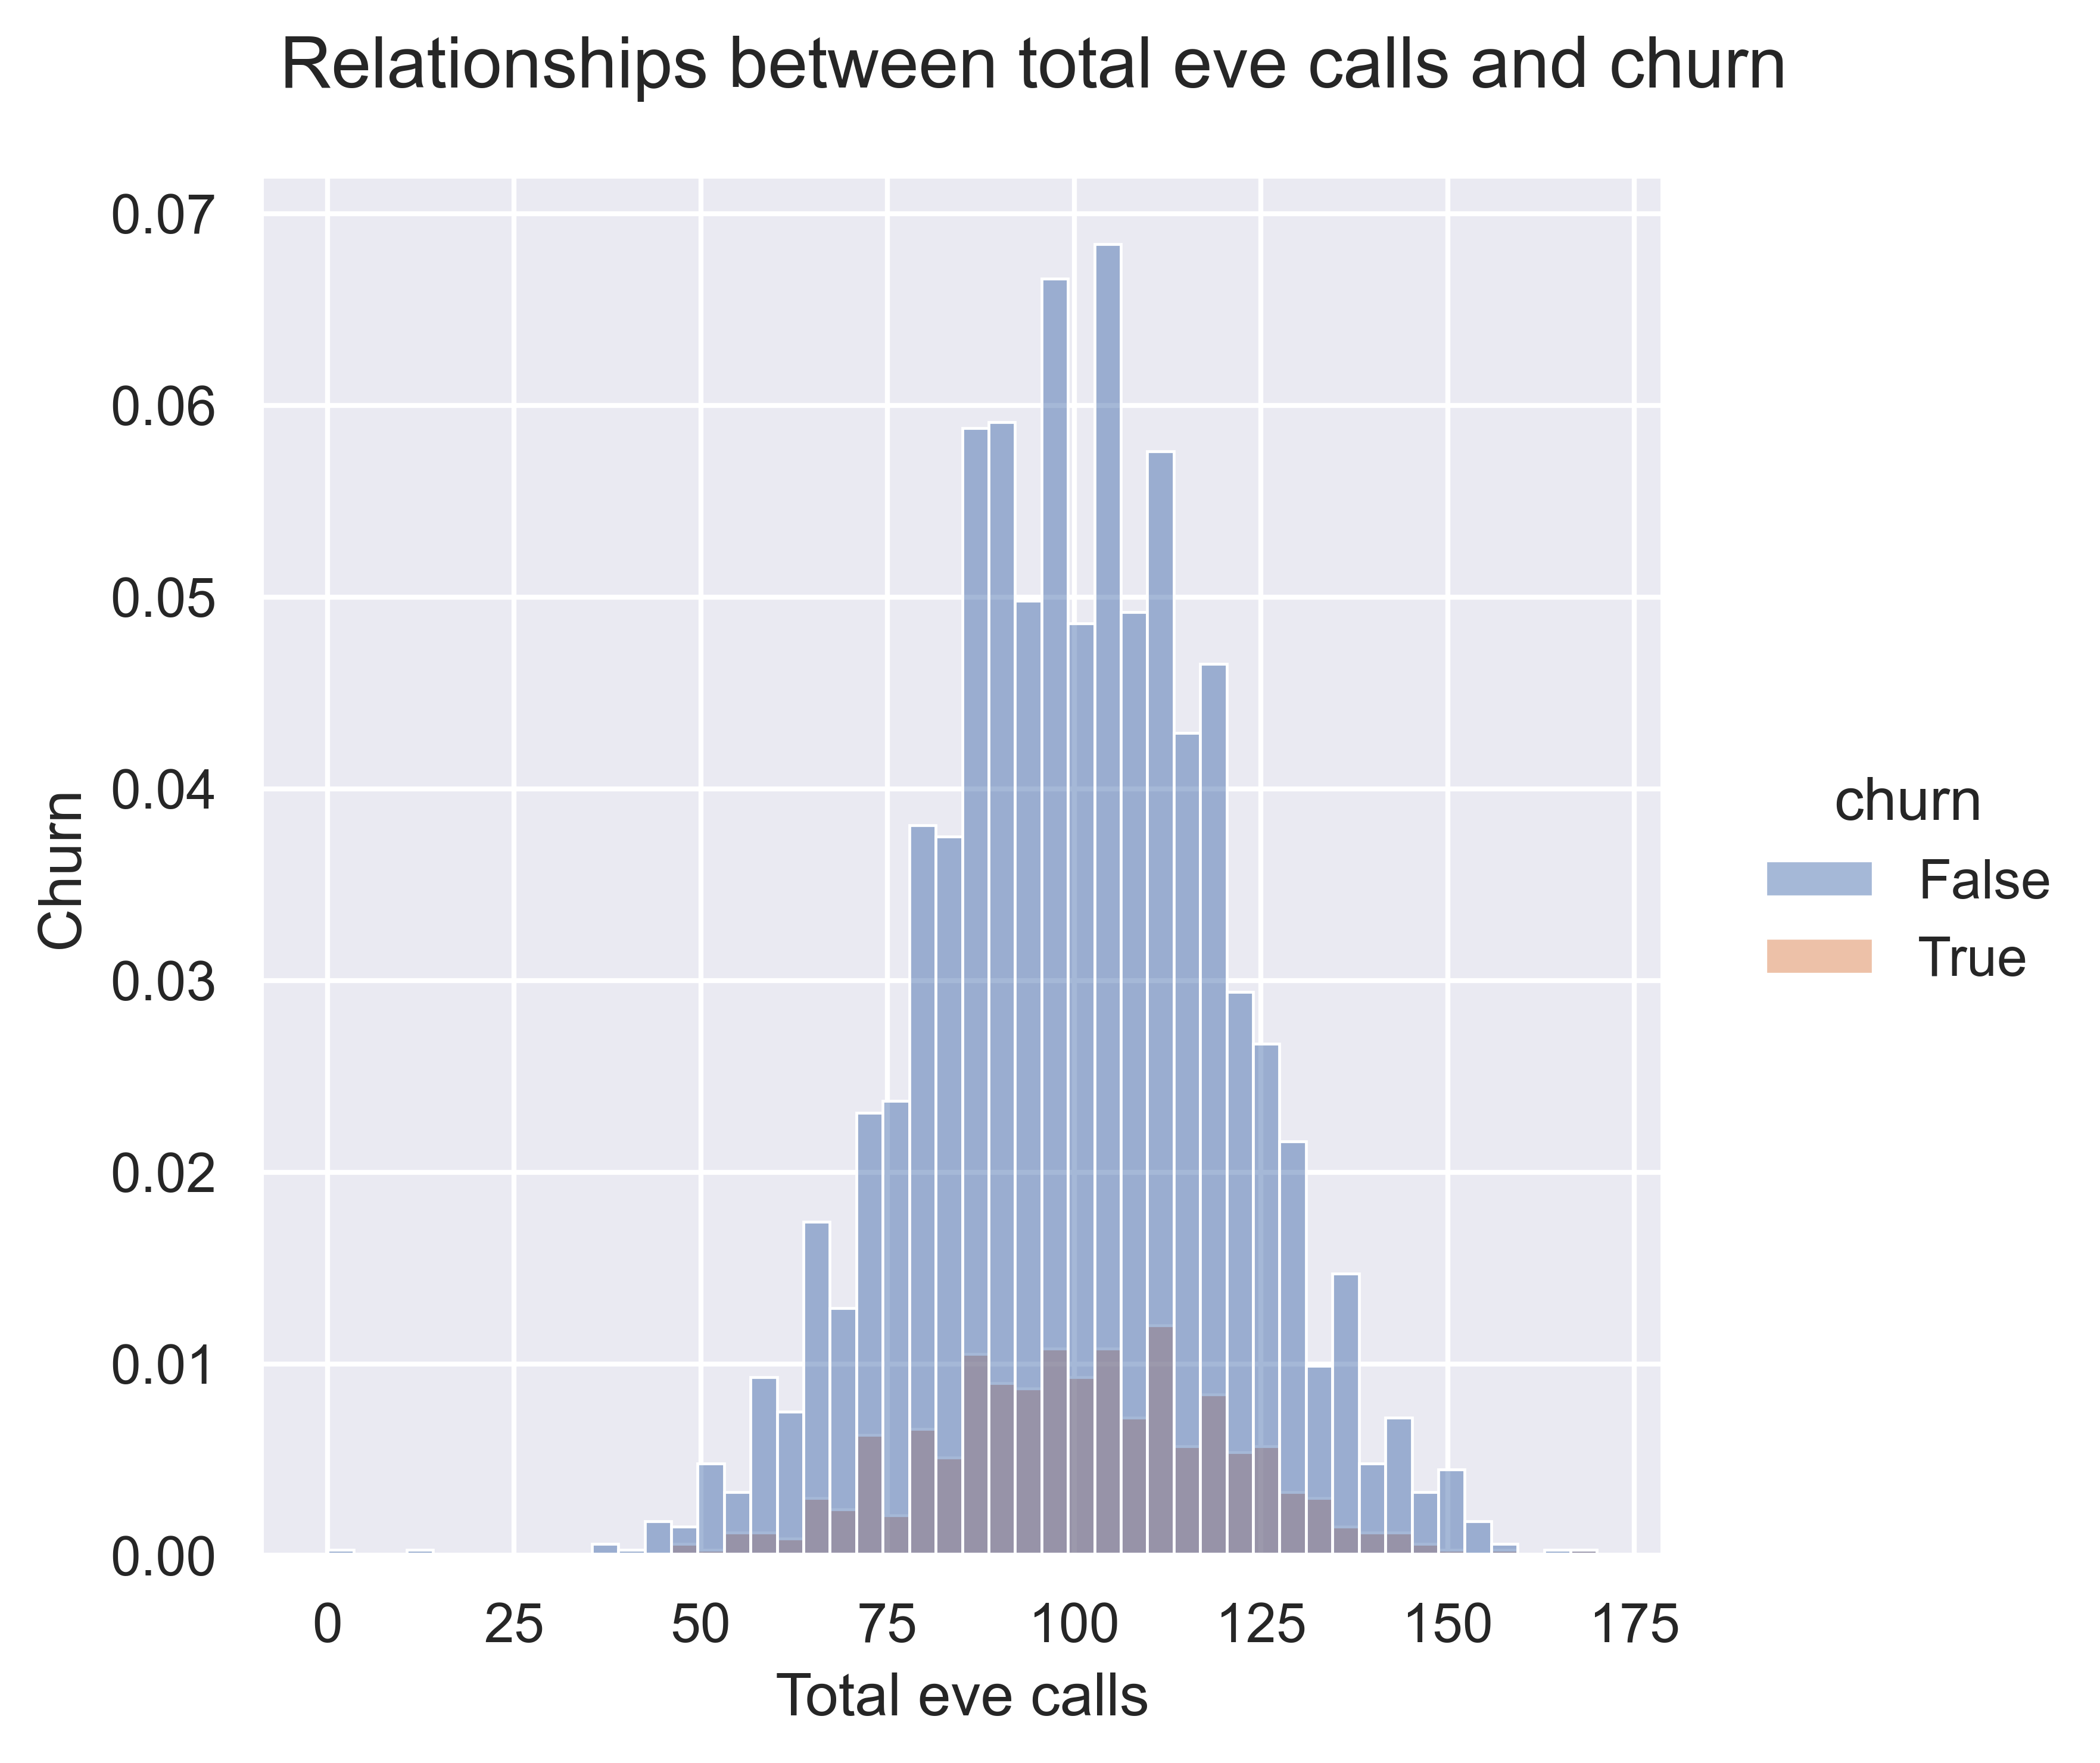 Relationships between total eve calls and churn
0.07
0.06
0.05
0.04
0.03
0.02
0.01
0.00
Churn
0 25 50 75 100 125 150 175
Total eve calls
churn
False
True